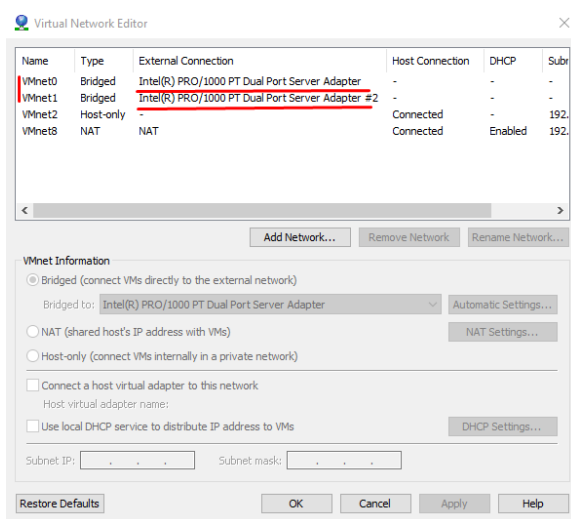 Virtual Network Editor
Name Type External Connection Host Connection DHCP Subr
VMnet0 Bridged Intel(R) PRO/1000 PT Dual Port Server Adapter - - -
VMnet1 Bridged Intel(R) PRO/1000 PT Dual Port Server Adapter #2 - - -
VMnet2 Host-only - Connected - 192.
VMnet8 NAT NAT Connected Enabled 192.
Add Network... Remove Network Rename Network...
VMnet Information
Bridged (connect VMs directly to the external network)
Bridged to: Intel(R) PRO/1000 PT Dual Port Server Adapter Automatic Settings...
NAT (shared host's IP address with VMs) NAT Settings...
Host-only (connect VMs internally in a private network)
Connect a host virtual adapter to this network
Host virtual adapter name:
Use local DHCP service to distribute IP address to VMs DHCP Settings...
Subnet IP: . . . Subnet mask: . . .
Restore Defaults OK Cancel Apply Help